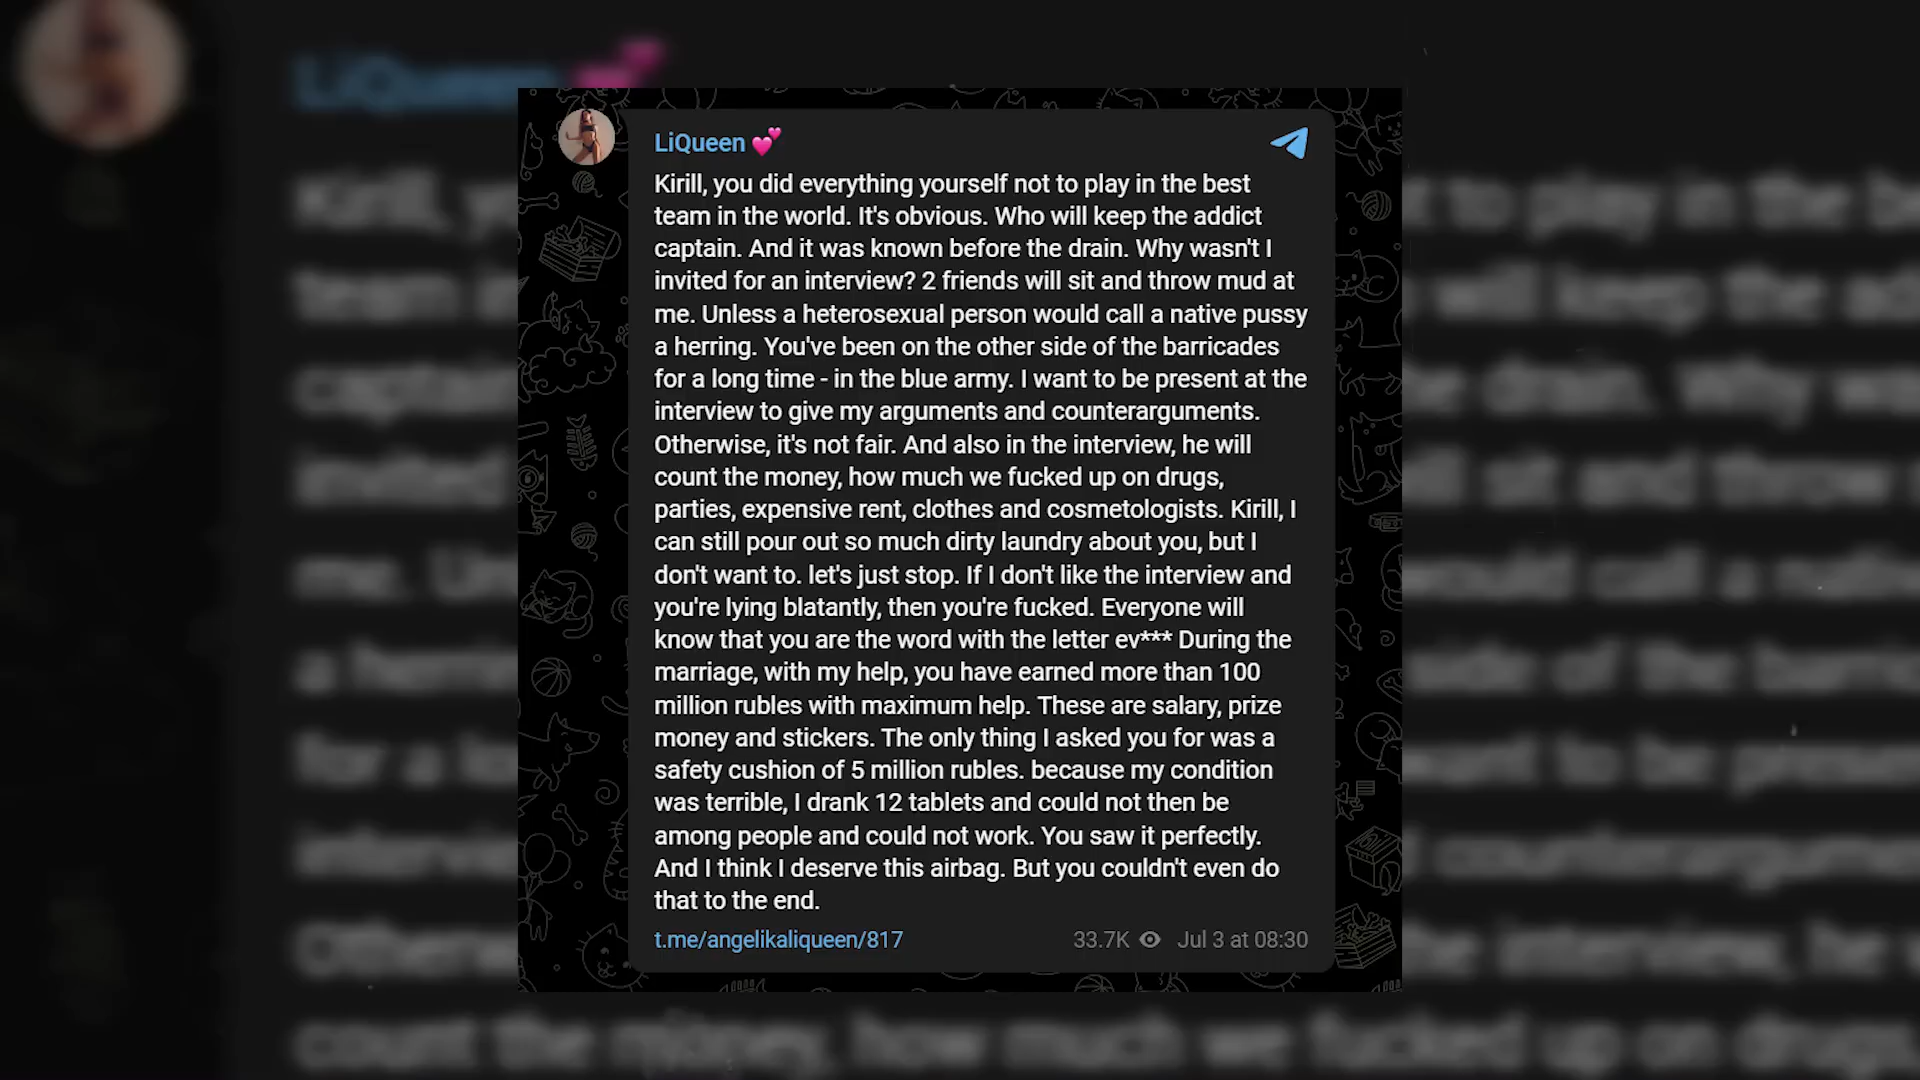 LiQueen
Kirill, you did everything yourself not to play in the best
team in the world. It's obvious. Who will keep the addict
captain. And it was known before the drain. Why wasn't I
invited for an interview? 2 friends will sit and throw mud at
me. Unless a heterosexual person would call a native pussy
a herring. You've been on the other side of the barricades
for a long time - in the blue army. I want to be present at the
interview to give my arguments and counterarguments.
Otherwise, it's not fair. And also in the interview, he will
count the money, how much we fucked up on drugs,
parties, expensive rent, clothes and cosmetologists. Kirill, I
can still pour out so much dirty laundry about you, but I
don't want to. let's just stop. If I don't like the interview and
you're lying blatantly, then you're fucked. Everyone will
know that you are the word with the letter ev*** During the
marriage, with my help, you have earned more than 100
million rubles with maximum help. These are salary, prize
money and stickers. The only thing I asked you for was a
safety cushion of 5 million rubles. because my condition
was terrible, I drank 12 tablets and could not then be
among people and could not work. You saw it perfectly.
And I think I deserve this airbag. But you couldn't even do
that to the end.
t.me/angelikaliqueen/817 33.7K Jul 3 at 08:30